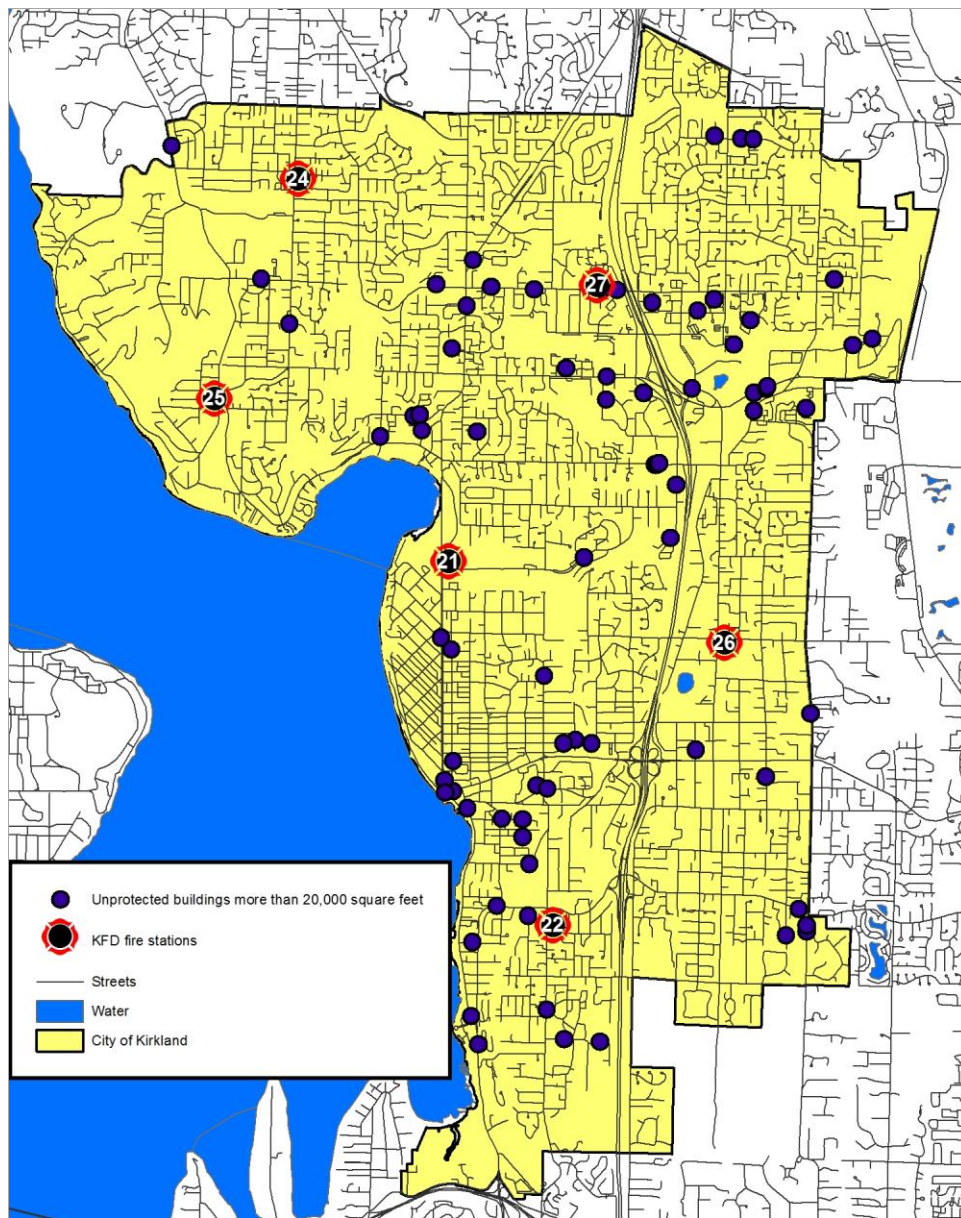 24
27
25
21
26
22
Unprotected buildings more than 20,000 square feet
KFD fire stations
Streets
Water
City of Kirkland